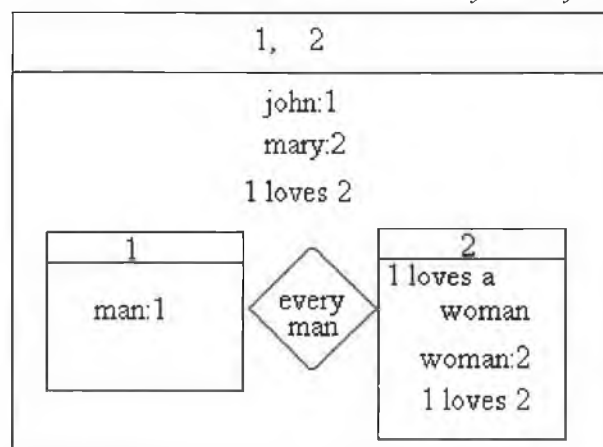 1, 2
john:1
mary:2
1 loves 2
1
man:1
every
man
2
1 loves a
woman
woman:2
1 loves 2